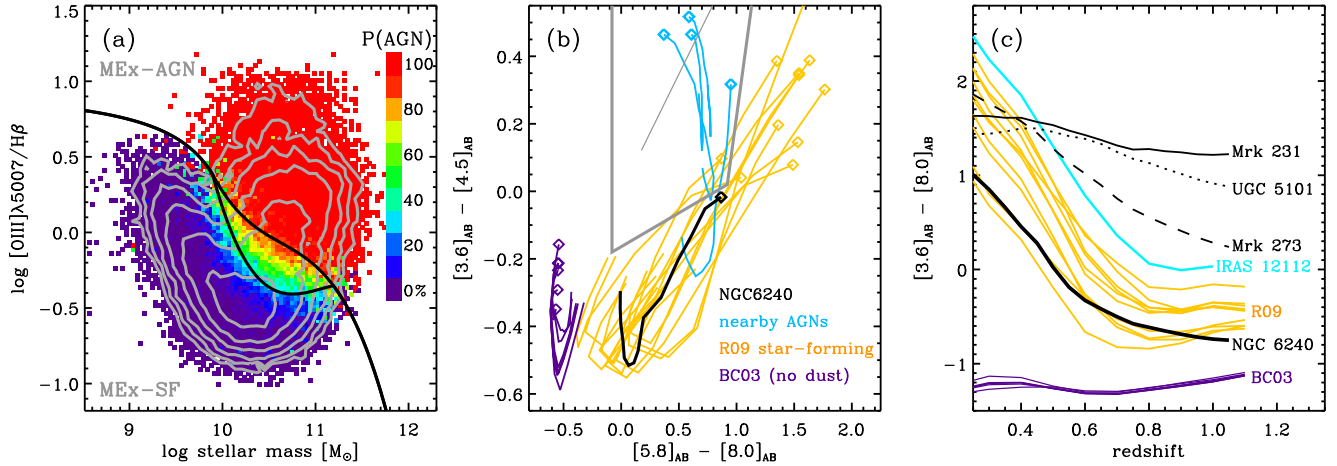 (a)
P(AGN)
MEx-AGN
100
80
60
40
20
0%
MEx-SF
1.5
1.0
0.5
0.0
−0.5
−1.0
log [OIII]λ5007/Hβ
9
10
11
12
log stellar mass [M⊙]
(b)
0.4
0.2
0.0
−0.2
−0.4
−0.6
[3.6]AB − [4.5]AB
NGC6240
nearby AGNs
R09 star-forming
BC03 (no dust)
−0.5
0.0
0.5
1.0
1.5
2.0
[5.8]AB − [8.0]AB
(c)
2
1
0
−1
[3.6]AB − [8.0]AB
Mrk 231
UGC 5101
Mrk 273
IRAS 12112
R09
NGC 6240
BC03
0.4
0.6
0.8
1.0
1.2
redshift